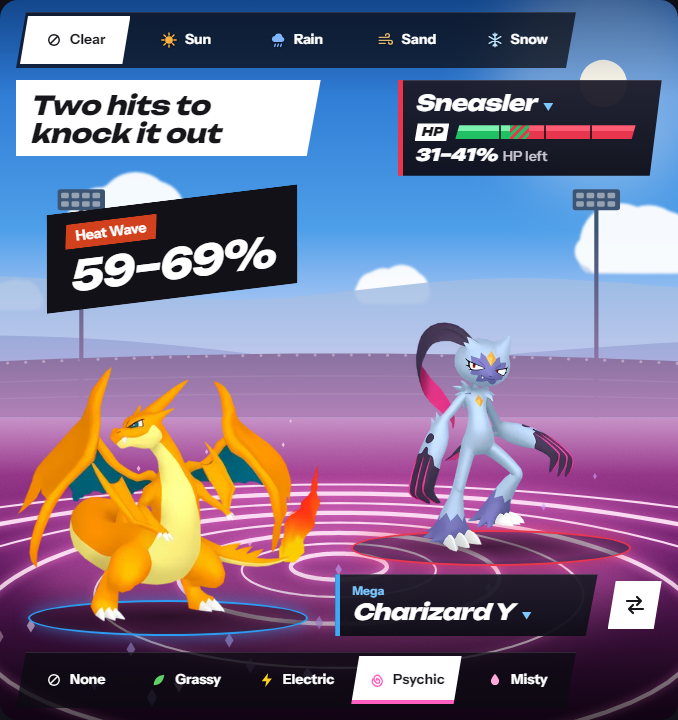 Clear
Sun
Rain
Sand
Snow
Two hits to
knock it out
Sneasler
HP
31–41% HP left
Heat Wave
59–69%
Mega
Charizard Y
None
Grassy
Electric
Psychic
Misty